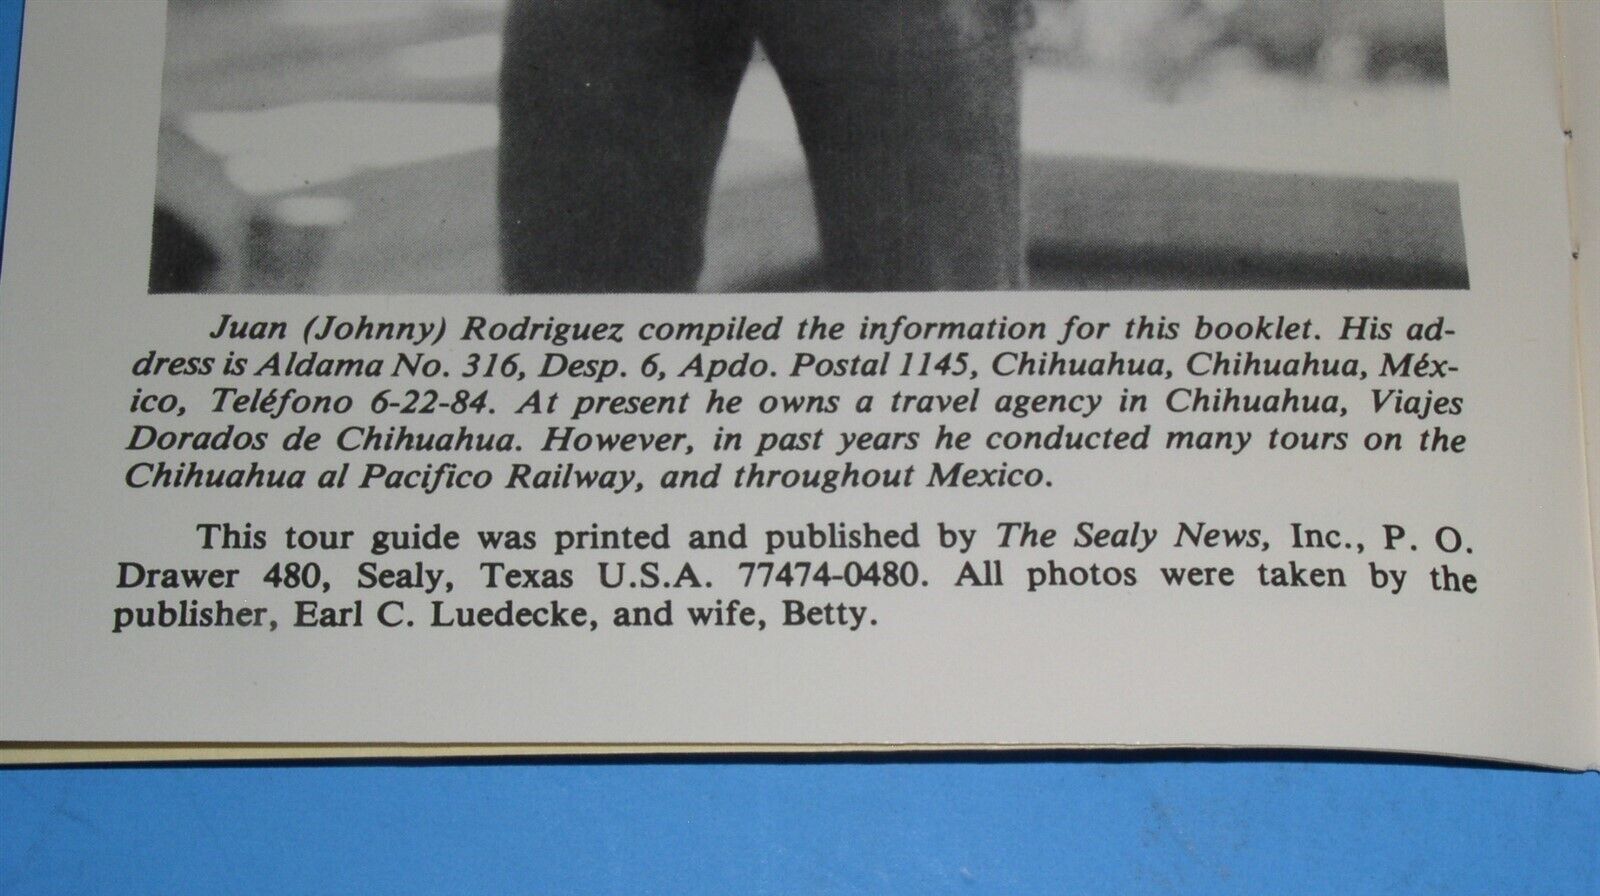 Juan (Johnny) Rodriguez compiled the information for this booklet. His ad-
dress is Aldama No. 316, Desp. 6, Apdo. Postal 1145, Chihuahua, Chihuahua, Méx-
ico, Teléfono 6-22-84. At present he owns a travel agency in Chihuahua, Viajes
Dorados de Chihuahua. However, in past years he conducted many tours on the
Chihuahua al Pacifico Railway, and throughout Mexico.
This tour guide was printed and published by The Sealy News, Inc., P. O.
Drawer 480, Sealy, Texas U.S.A. 77474-0480. All photos were taken by the
publisher, Earl C. Luedecke, and wife, Betty.